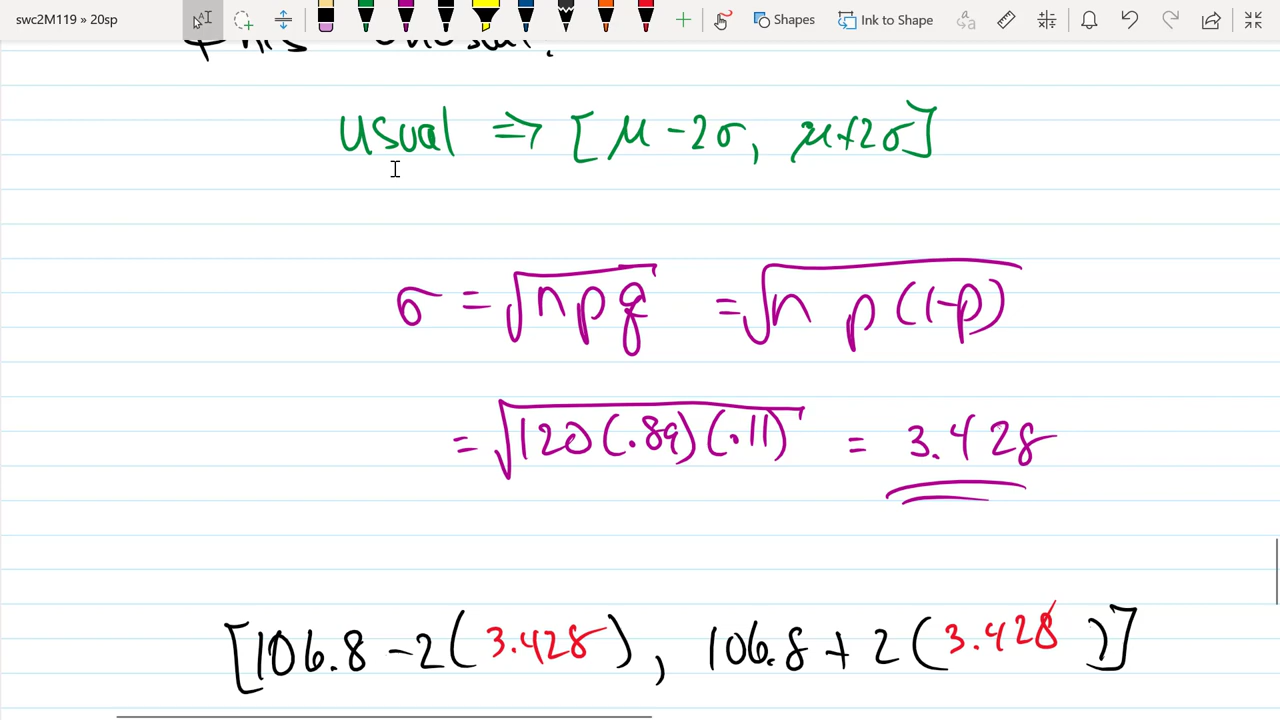 swc2M119 » 20sp
Shapes
Ink to Shape
usual ⇒ [μ-2σ, μ+2σ]
σ = √npq = √n p(1-p)
= √120(.89)(.11) = 3.428
[106.8 - 2(3.428), 106.8 + 2(3.428)]